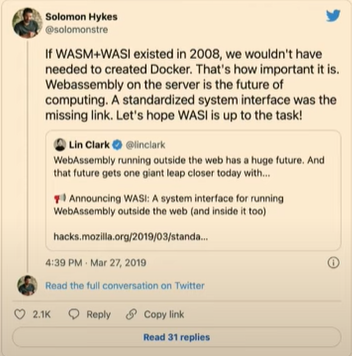 Solomon Hykes
@solomonstre
If WASM+WASI existed in 2008, we wouldn't have
needed to created Docker. That's how important it is.
Webassembly on the server is the future of
computing. A standardized system interface was the
missing link. Let's hope WASI is up to the task!
Lin Clark @linclark
WebAssembly running outside the web has a huge future. And
that future gets one giant leap closer today with...
Announcing WASI: A system interface for running
WebAssembly outside the web (and inside it too)
hacks.mozilla.org/2019/03/standa...
4:39 PM · Mar 27, 2019
Read the full conversation on Twitter
2.1K Reply Copy link
Read 31 replies